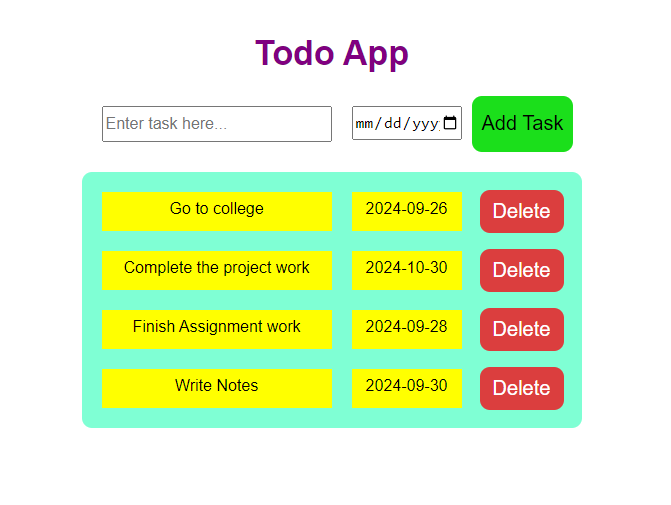 Todo App
Enter task here... mm/dd/yyy Add Task
Go to college 2024-09-26 Delete
Complete the project work 2024-10-30 Delete
Finish Assignment work 2024-09-28 Delete
Write Notes 2024-09-30 Delete